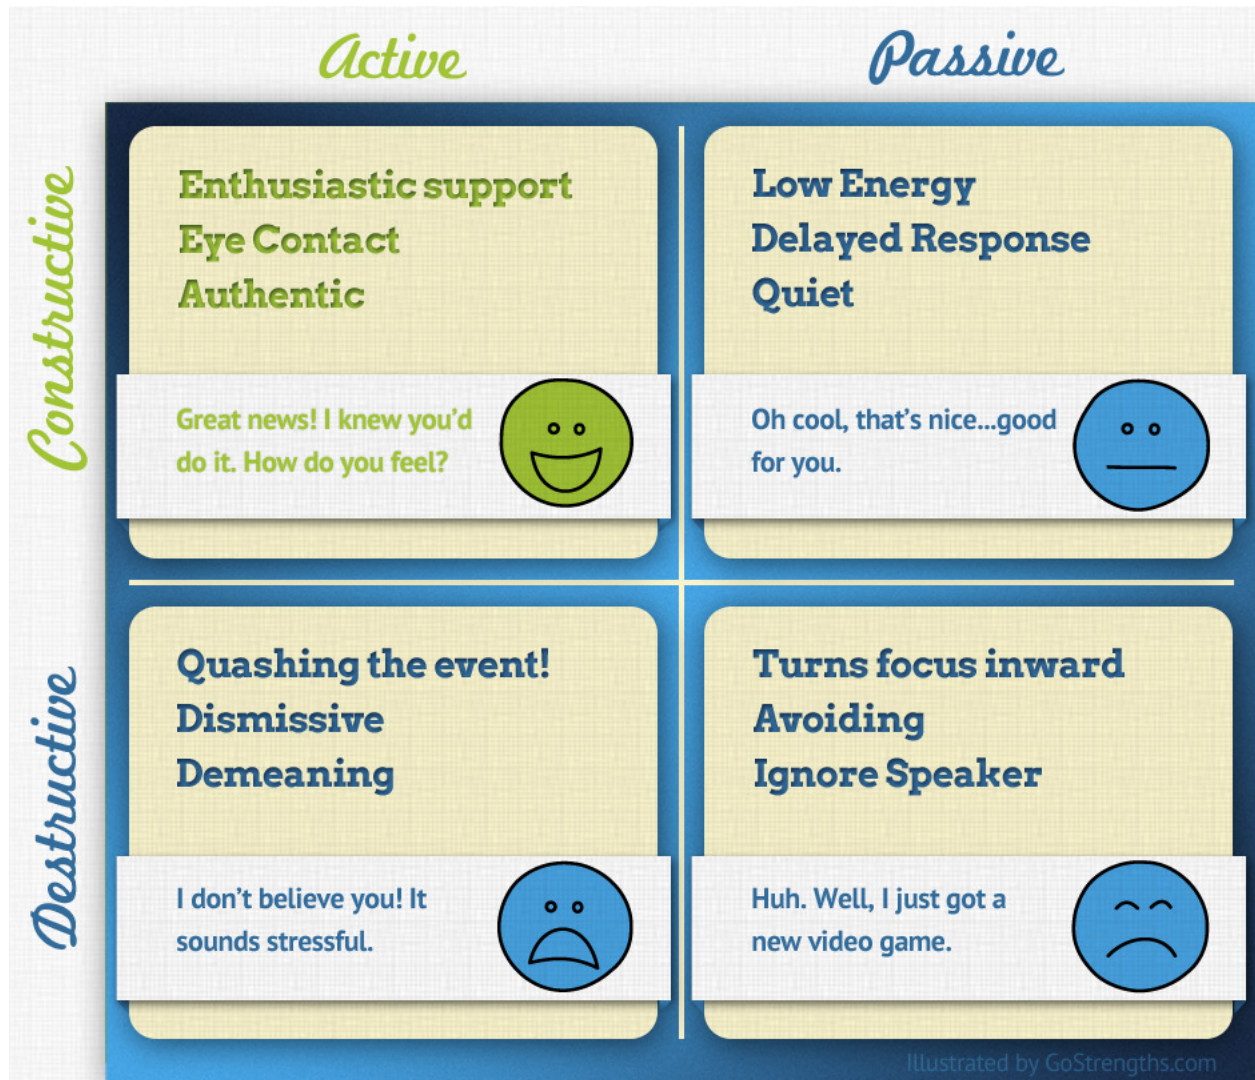 Active
Passive
Constructive
Enthusiastic support
Eye Contact
Authentic
Great news! I knew you'd
do it. How do you feel?
Low Energy
Delayed Response
Quiet
Oh cool, that's nice...good
for you.
Destructive
Quashing the event!
Dismissive
Demeaning
I don't believe you! It
sounds stressful.
Turns focus inward
Avoiding
Ignore Speaker
Huh. Well, I just got a
new video game.
Illustrated by GoStrengths.com